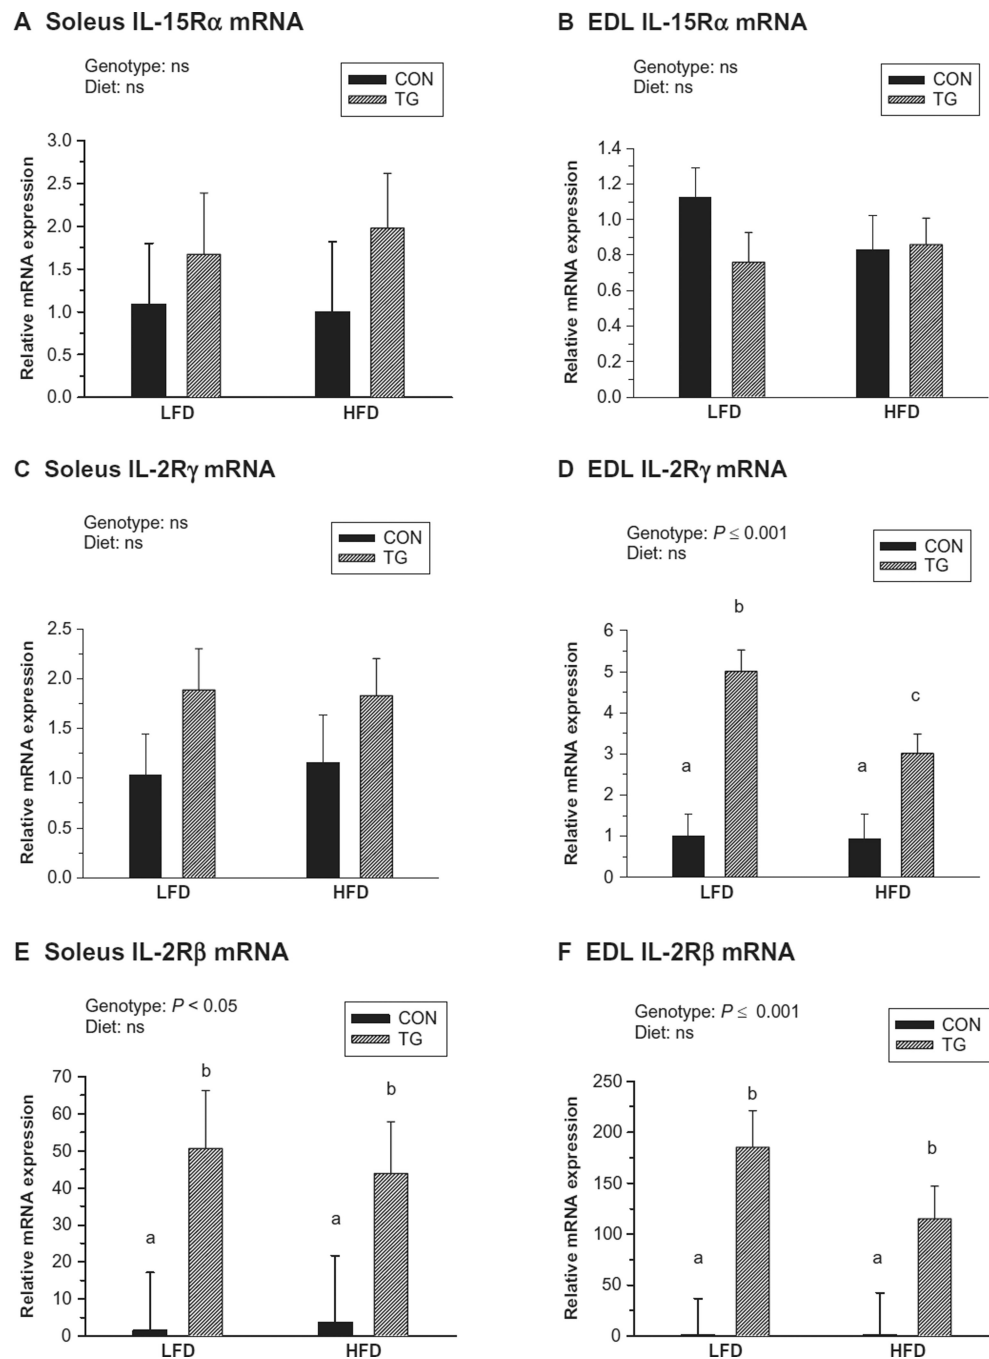 A Soleus IL-15Rα mRNA
Genotype: ns
Diet: ns
CON
TG
Relative mRNA expression
3.0
2.5
2.0
1.5
1.0
0.5
0.0
LFD
HFD
B EDL IL-15Rα mRNA
Genotype: ns
Diet: ns
CON
TG
Relative mRNA expression
1.4
1.2
1.0
0.8
0.6
0.4
0.2
0.0
LFD
HFD
C Soleus IL-2Rγ mRNA
Genotype: ns
Diet: ns
CON
TG
Relative mRNA expression
2.5
2.0
1.5
1.0
0.5
0.0
LFD
HFD
D EDL IL-2Rγ mRNA
Genotype: P ≤ 0.001
Diet: ns
CON
TG
Relative mRNA expression
6
5
4
3
2
1
0
a
b
a
c
LFD
HFD
E Soleus IL-2Rβ mRNA
Genotype: P < 0.05
Diet: ns
CON
TG
Relative mRNA expression
70
60
50
40
30
20
10
0
a
b
a
b
LFD
HFD
F EDL IL-2Rβ mRNA
Genotype: P ≤ 0.001
Diet: ns
CON
TG
Relative mRNA expression
250
200
150
100
50
0
a
b
a
b
LFD
HFD